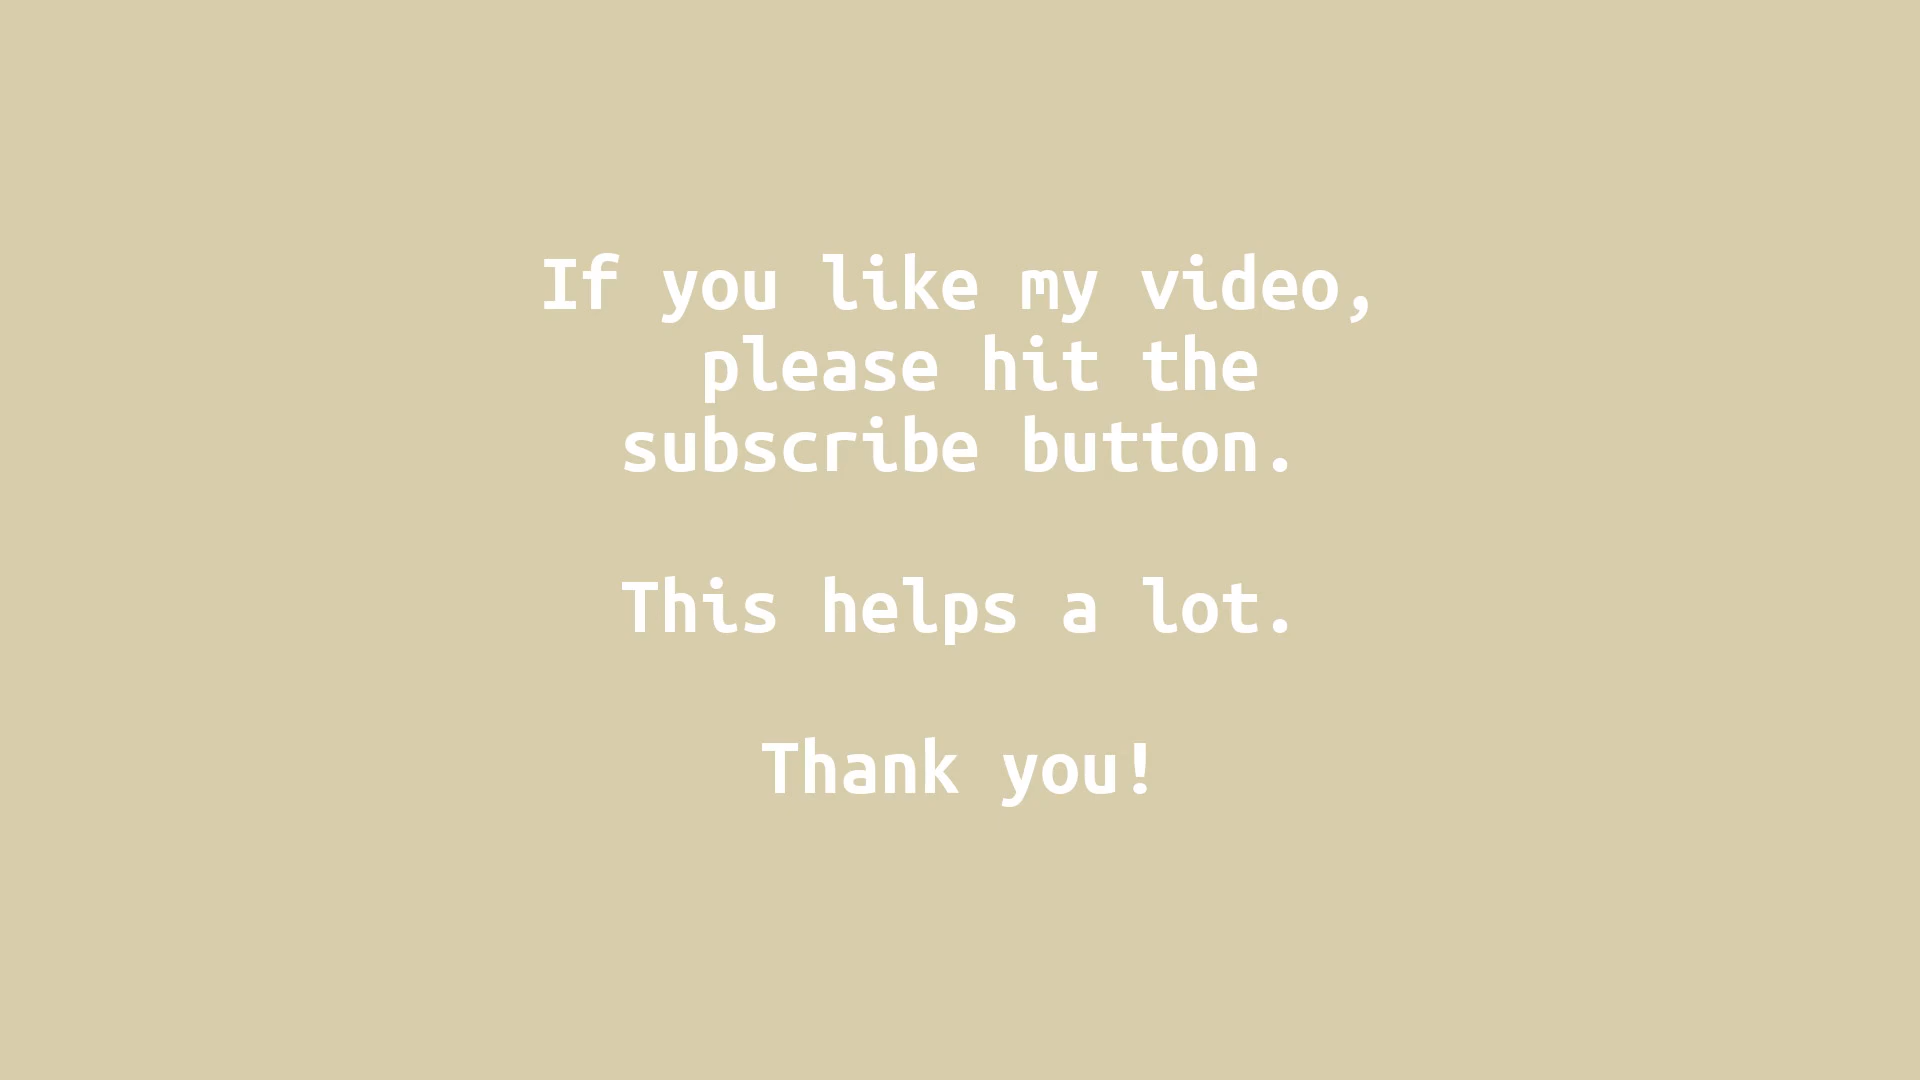 If you like my video,
please hit the
subscribe button.
This helps a lot.
Thank you!